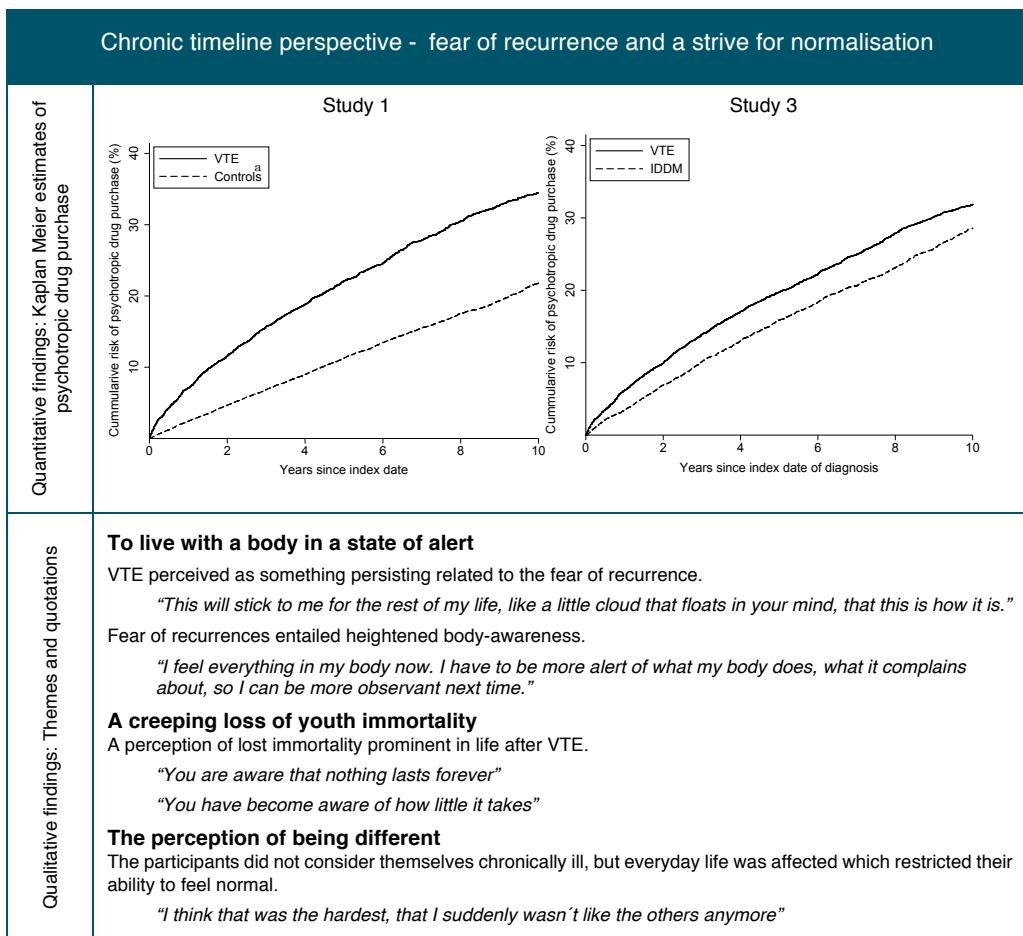 Chronic timeline perspective - fear of recurrence and a strive for normalisation
Quantitative findings: Kaplan Meier estimates of
psychotropic drug purchase
Study 1
Cummularive risk of psychotropic drug purchase (%)
40
30
20
10
VTE
Controls a
0 2 4 6 8 10
Years since index date
Study 3
Cummularive risk of psychotropic drug purchase (%)
40
30
20
10
0
VTE
IDDM
0 2 4 6 8 10
Years since index date of diagnosis
Qualitative findings: Themes and quotations
To live with a body in a state of alert
VTE perceived as something persisting related to the fear of recurrence.
“This will stick to me for the rest of my life, like a little cloud that floats in your mind, that this is how it is.”
Fear of recurrences entailed heightened body-awareness.
“I feel everything in my body now. I have to be more alert of what my body does, what it complains
about, so I can be more observant next time.”
A creeping loss of youth immortality
A perception of lost immortality prominent in life after VTE.
“You are aware that nothing lasts forever”
“You have become aware of how little it takes”
The perception of being different
The participants did not consider themselves chronically ill, but everyday life was affected which restricted their
ability to feel normal.
“I think that was the hardest, that I suddenly wasn´t like the others anymore”